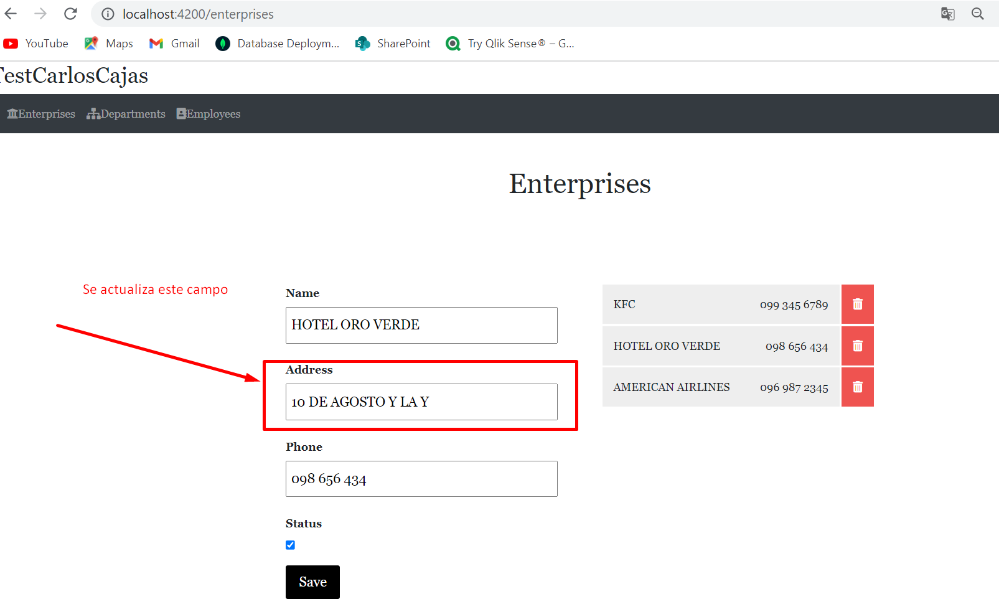 localhost:4200/enterprises
YouTube Maps Gmail Database Deploym... SharePoint Try Qlik Sense® – G...
TestCarlosCajas
Enterprises Departments Employees
Enterprises
Se actualiza este campo
Name
HOTEL ORO VERDE
Address
10 DE AGOSTO Y LA Y
Phone
098 656 434
Status
Save
KFC 099 345 6789
HOTEL ORO VERDE 098 656 434
AMERICAN AIRLINES 096 987 2345